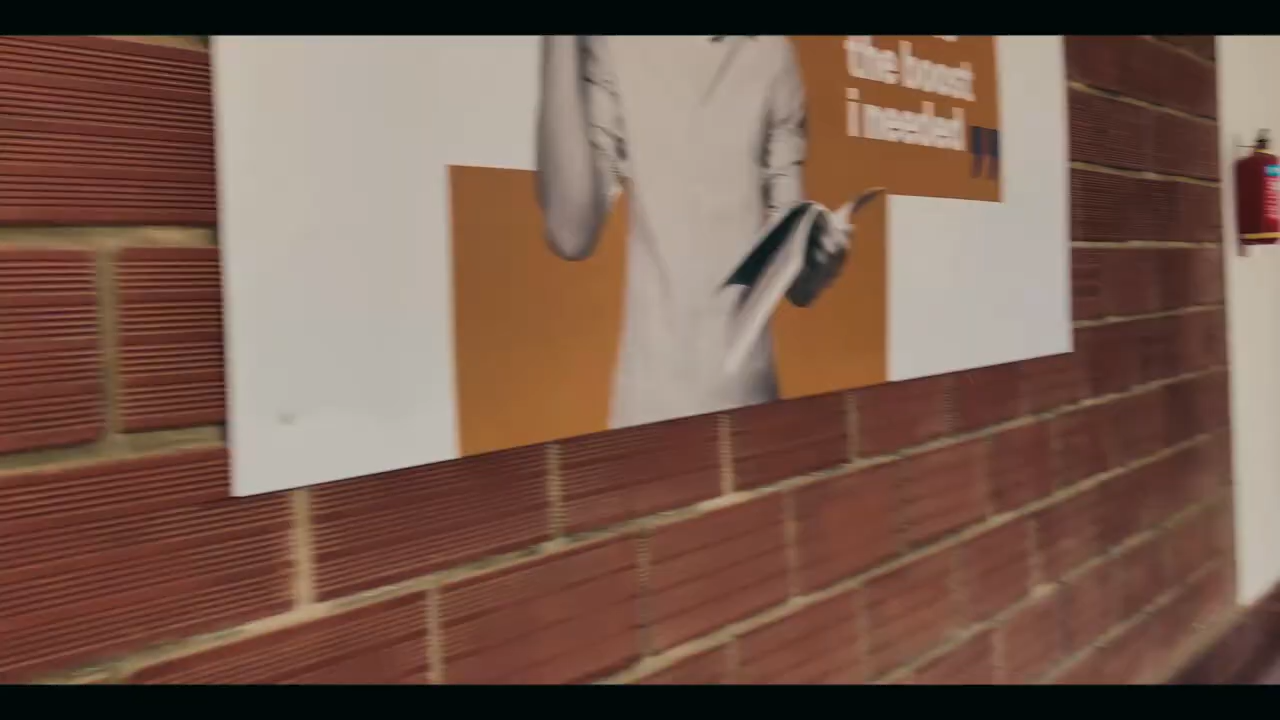 the boost
i needed "